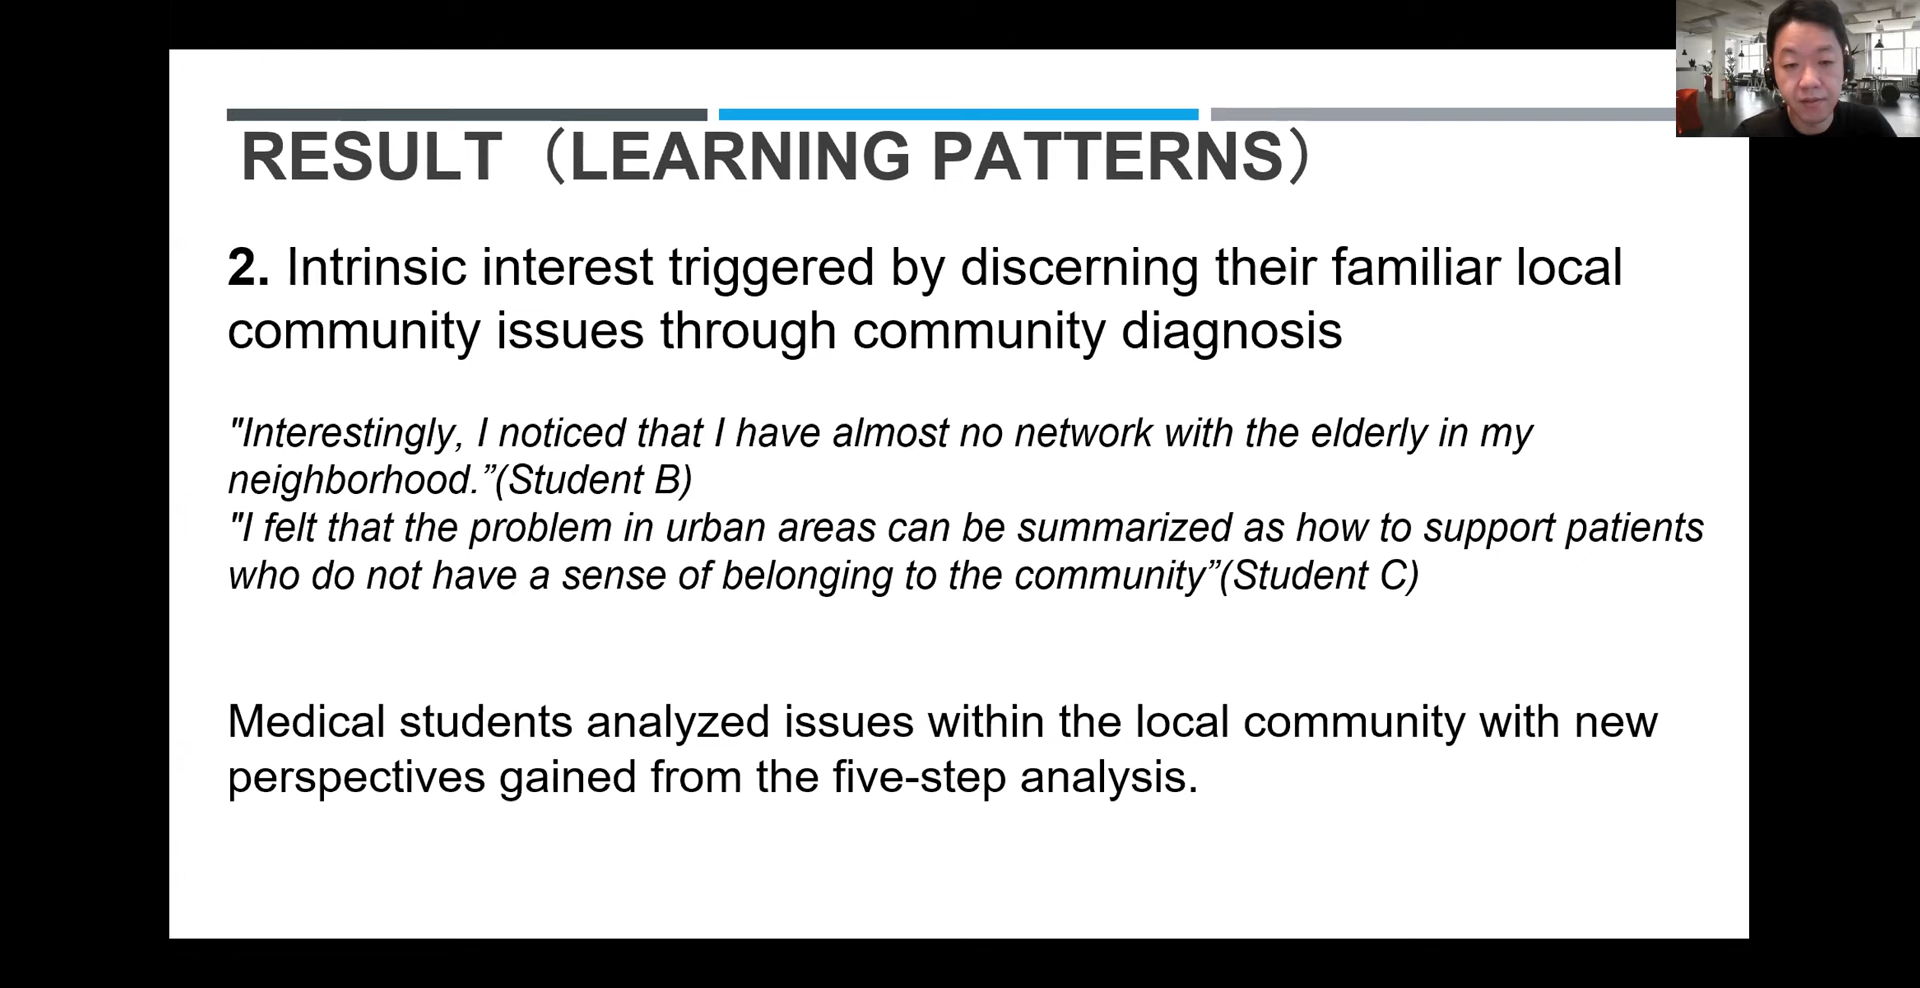 RESULT（LEARNING PATTERNS）
2. Intrinsic interest triggered by discerning their familiar local
community issues through community diagnosis
"Interestingly, I noticed that I have almost no network with the elderly in my
neighborhood.”(Student B)
"I felt that the problem in urban areas can be summarized as how to support patients
who do not have a sense of belonging to the community”(Student C)
Medical students analyzed issues within the local community with new
perspectives gained from the five-step analysis.